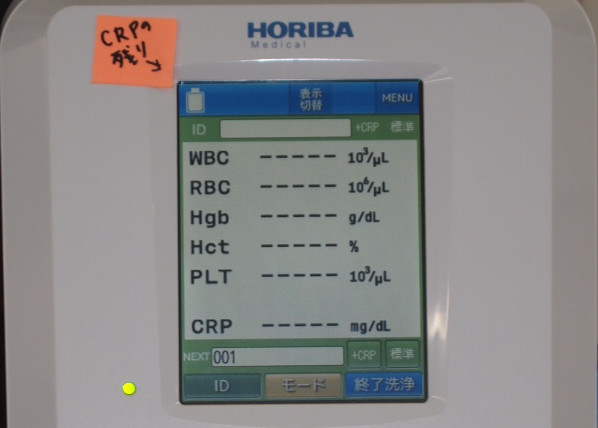 CRPの
残り
HORIBA
Medical
表示
切替
MENU
ID +CRP 標準
WBC ----- 10³/μL
RBC ----- 10⁶/μL
Hgb ----- g/dL
Hct ----- %
PLT ----- 10³/μL
CRP ----- mg/dL
NEXT 001 +CRP 標準
ID モード 終了洗浄